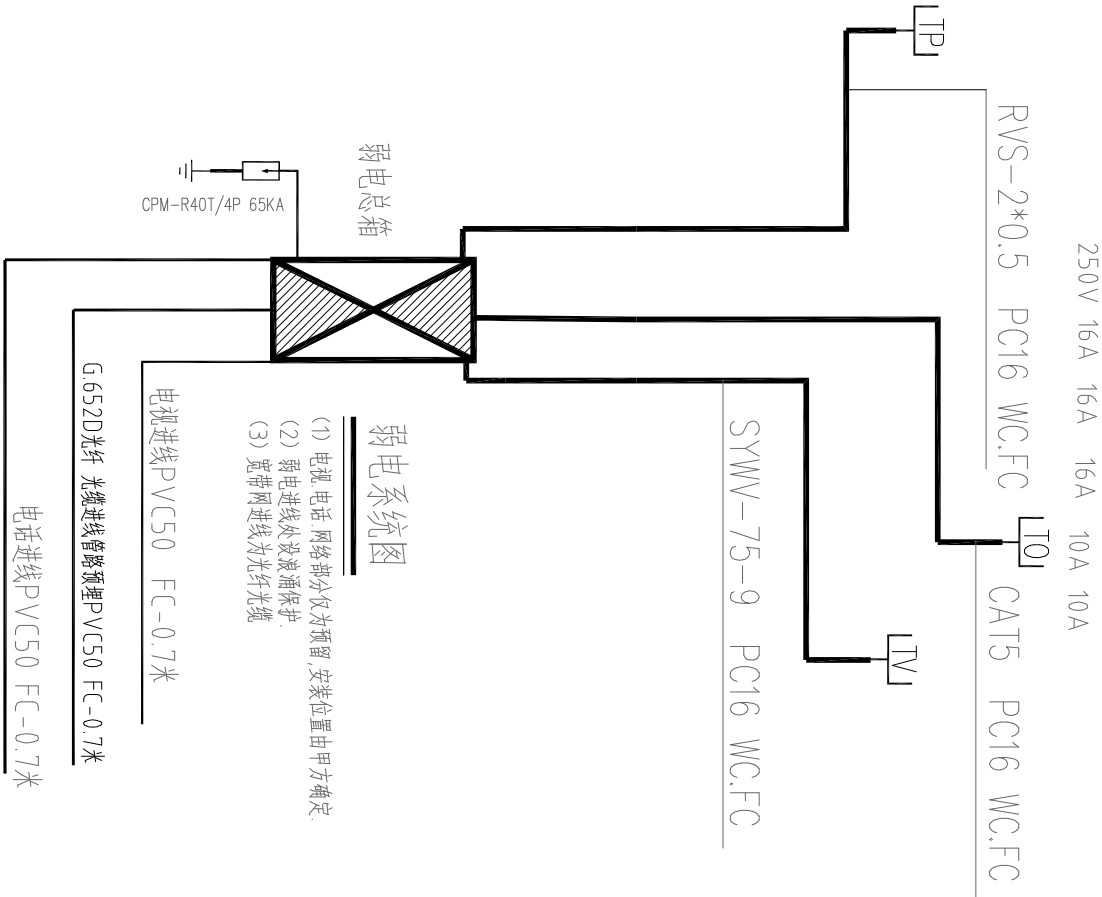 TP
RVS-2*0.5 PC16 WC.FC
250V 16A 16A 16A 10A 10A
TO
CAT5 PC16 WC.FC
TV
SYWV-75-9 PC16 WC.FC
弱电总箱
CPM-R40T/4P 65KA
弱电系统图
(1) 电视.电话.网络部分仅为预留,安装位置由甲方确定.
(2) 弱电进线处设浪涌保护.
(3) 宽带网进线为光纤光缆
电视进线PVC50 FC-0.7米
G.652D光纤 光缆进线管路预埋PVC50 FC-0.7米
电话进线PVC50 FC-0.7米